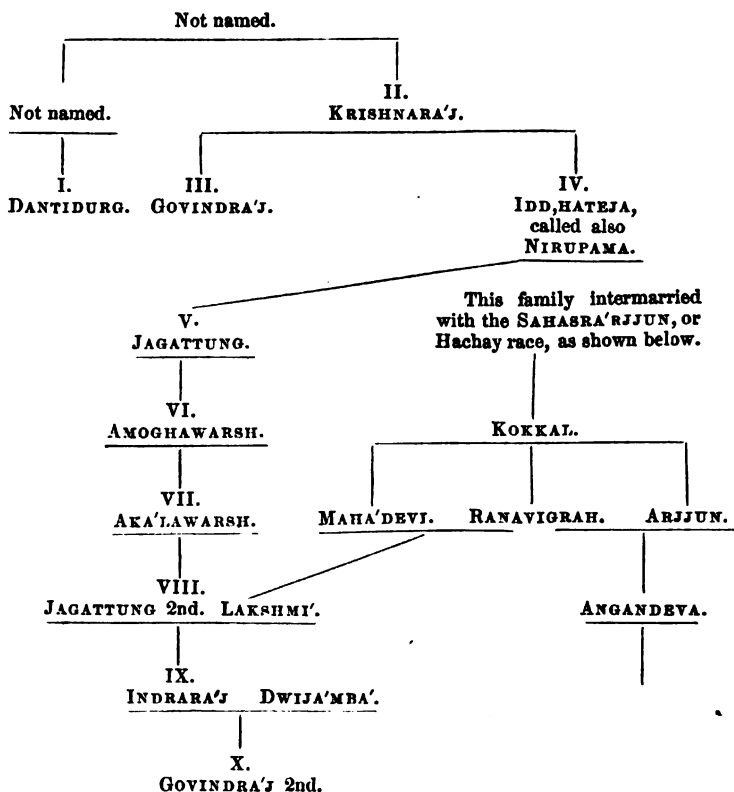 Not named.
II.
Not named. KRISHNARA'J.
I. III. IV.
DANTIDURG. GOVINDRA'J. IDD,HATEJA,
called also
NIRUPAMA.
This family intermarried
with the SAHASRA'RJJUN, or
Hachay race, as shown below.
V.
JAGATTUNG.
VI.
AMOGHAWARSH. KOKKAL.
VII.
AKA'LAWARSH. MAHA'DEVI. RANAVIGRAH. ARJJUN.
VIII.
JAGATTUNG 2nd. LAKSHMI'. ANGANDEVA.
IX.
INDRARA'J DWIJA'MBA'.
X.
GOVINDRA'J 2nd.